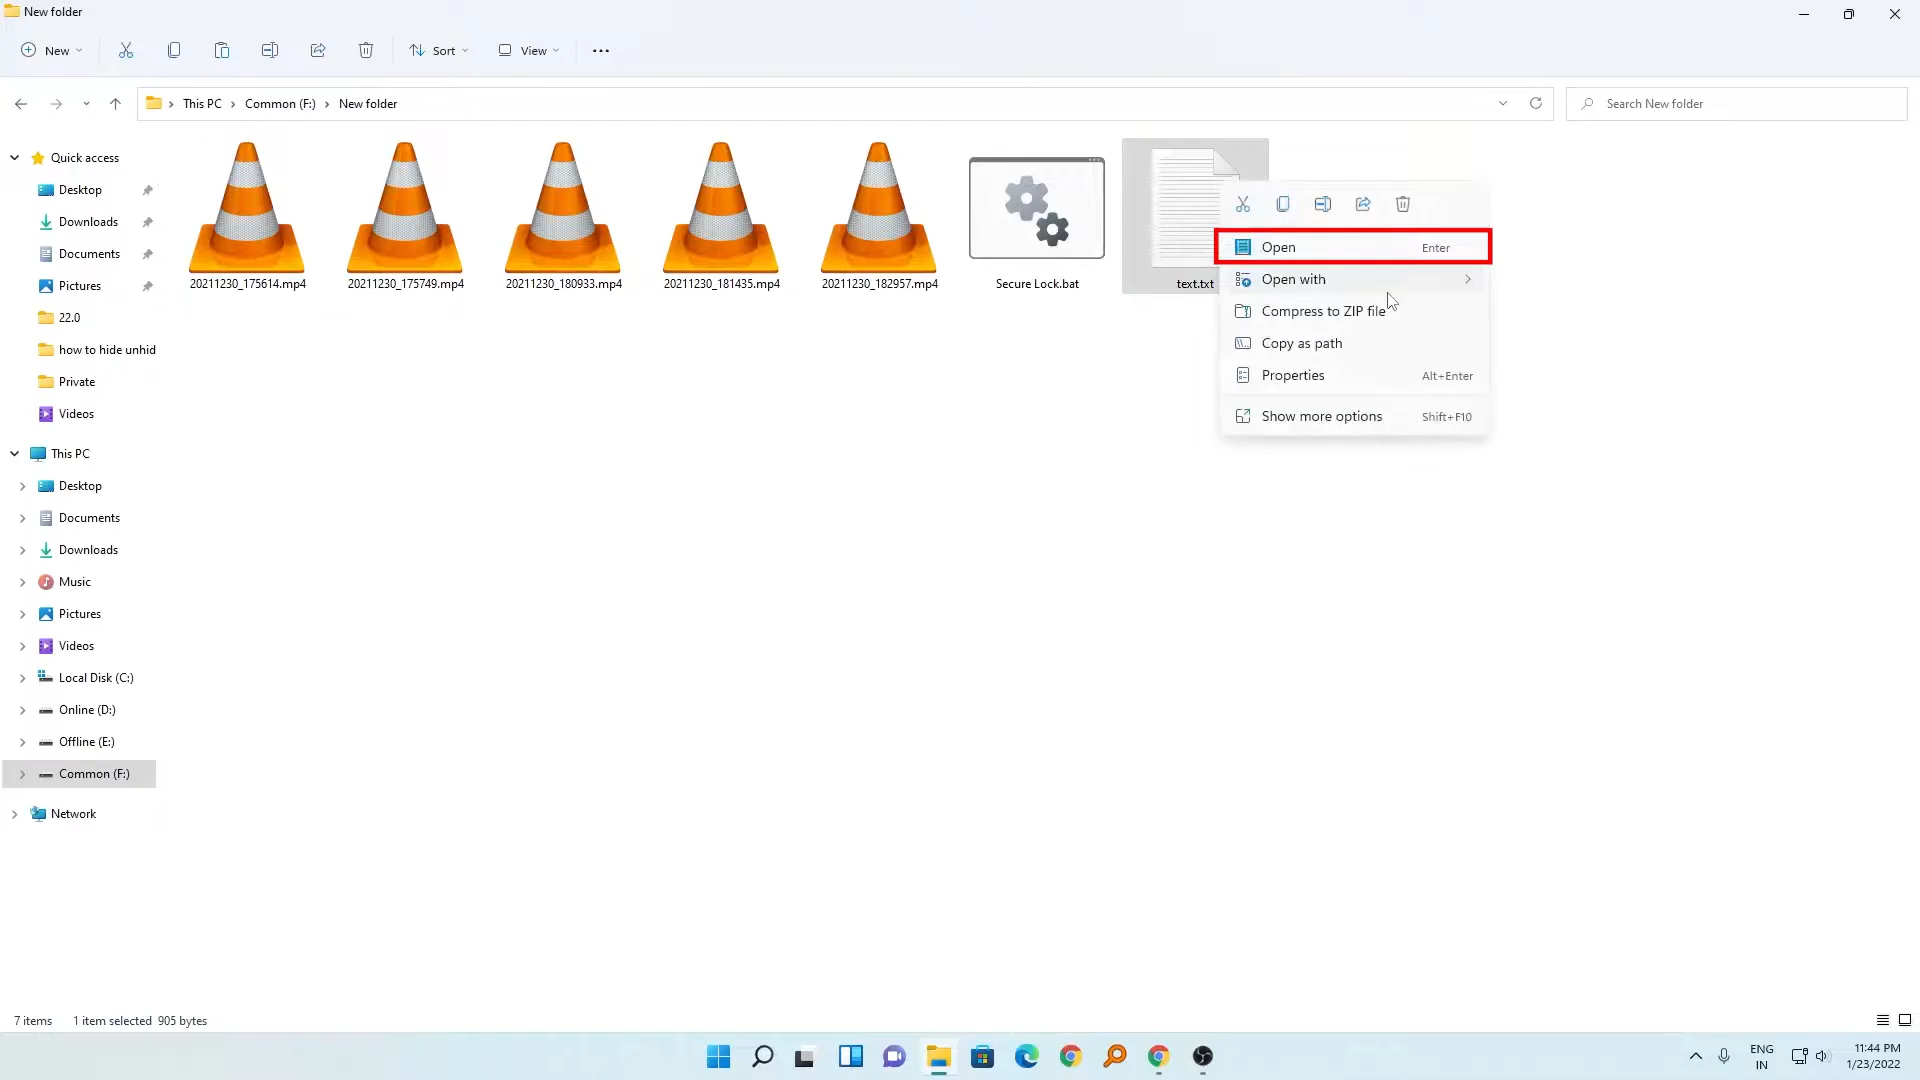 New folder
New
Sort
View
This PC
Common (F:)
New folder
Search New folder
Quick access
Desktop
Downloads
Documents
Pictures
22.0
how to hide unhid
Private
Videos
This PC
Desktop
Documents
Downloads
Music
Pictures
Videos
Local Disk (C:)
Online (D:)
Offline (E:)
Common (F:)
Network
20211230_175614.mp4
20211230_175749.mp4
20211230_180933.mp4
20211230_181435.mp4
20211230_182957.mp4
Secure Lock.bat
text.txt
Open Enter
Open with
Compress to ZIP file
Copy as path
Properties Alt+Enter
Show more options Shift+F10
7 items 1 item selected 905 bytes
ENG
IN
11:44 PM
1/23/2022